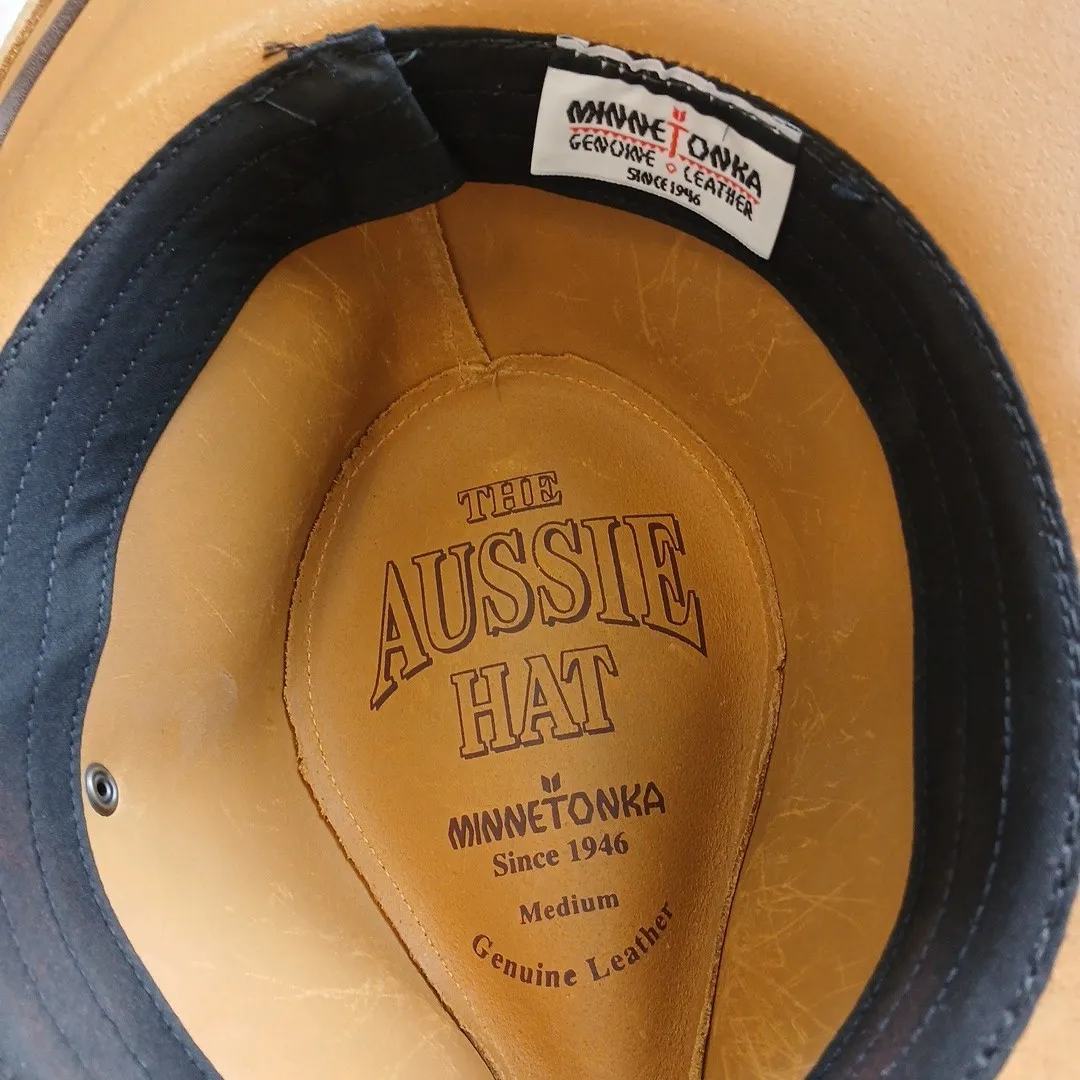 MINNETONKA
GENUINE LEATHER
SINCE 1946
THE
AUSSIE
HAT
MINNETONKA
Since 1946
Medium
Genuine Leather